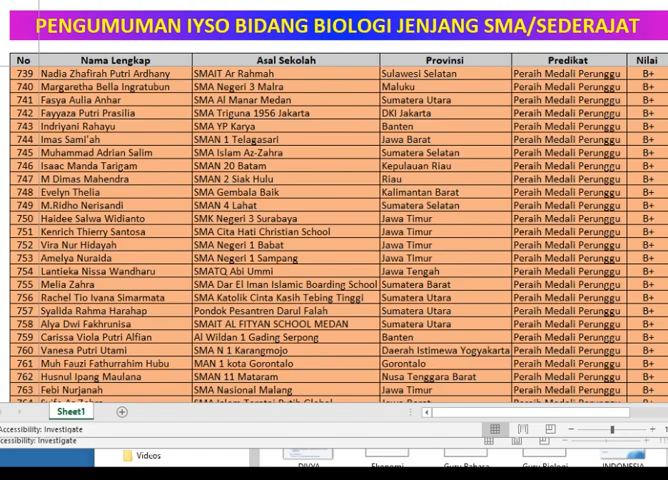 PENGUMUMAN IYSO BIDANG BIOLOGI JENJANG SMA/SEDERAJAT
No Nama Lengkap Asal Sekolah Provinsi Predikat Nilai
739 Nadia Zhafirah Putri Ardhany SMAIT Ar Rahmah Sulawesi Selatan Peraih Medali Perunggu B+
740 Margaretha Bella Ingratubun SMA Negeri 3 Malra Maluku Peraih Medali Perunggu B+
741 Fasya Aulia Anhar SMA Al Manar Medan Sumatera Utara Peraih Medali Perunggu B+
742 Fayyaza Putri Prasilia SMA Triguna 1956 Jakarta DKI Jakarta Peraih Medali Perunggu B+
743 Indriyani Rahayu SMA YP Karya Banten Peraih Medali Perunggu B+
744 Imas Sami'ah SMAN 1 Telagasari Jawa Barat Peraih Medali Perunggu B+
745 Muhammad Adrian Salim SMA Islam Az-Zahra Sumatera Selatan Peraih Medali Perunggu B+
746 Isaac Manda Tarigam SMAN 20 Batam Kepulauan Riau Peraih Medali Perunggu B+
747 M Dimas Mahendra SMAN 2 Siak Hulu Riau Peraih Medali Perunggu B+
748 Evelyn Thelia SMA Gembala Baik Kalimantan Barat Peraih Medali Perunggu B+
749 M.Ridho Nerisandi SMAN 4 Lahat Sumatera Selatan Peraih Medali Perunggu B+
750 Haidee Salwa Widianto SMK Negeri 3 Surabaya Jawa Timur Peraih Medali Perunggu B+
751 Kenrich Thierry Santosa SMA Cita Hati Christian School Jawa Timur Peraih Medali Perunggu B+
752 Vira Nur Hidayah SMA Negeri 1 Babat Jawa Timur Peraih Medali Perunggu B+
753 Amelya Nuraida SMA Negeri 1 Sampang Jawa Timur Peraih Medali Perunggu B+
754 Lantieka Nissa Wandharu SMATQ Abi Ummi Jawa Tengah Peraih Medali Perunggu B+
755 Melia Zahra SMA Dar El Iman Islamic Boarding School Sumatera Barat Peraih Medali Perunggu B+
756 Rachel Tio Ivana Simarmata SMA Katolik Cinta Kasih Tebing Tinggi Sumatera Utara Peraih Medali Perunggu B+
757 Syalida Rahma Harahap Pondok Pesantren Darul Falah Sumatera Utara Peraih Medali Perunggu B+
758 Alya Dwi Fakhrunisa SMAIT AL FITYAN SCHOOL MEDAN Sumatera Utara Peraih Medali Perunggu B+
759 Carissa Viola Putri Alfian Al Wildan 1 Gading Serpong Banten Peraih Medali Perunggu B+
760 Vanesa Putri Utami SMA N 1 Karangmojo Daerah Istimewa Yogyakarta Peraih Medali Perunggu B+
761 Muh Fauzi Fathurrahim Hubu MAN 1 kota Gorontalo Gorontalo Peraih Medali Perunggu B+
762 Husnul Ipang Maulana SMAN 11 Mataram Nusa Tenggara Barat Peraih Medali Perunggu B+
763 Febi Nurjanah SMA Nasional Malang Jawa Timur Peraih Medali Perunggu B+
Sheet1
Accessibility: Investigate
Videos